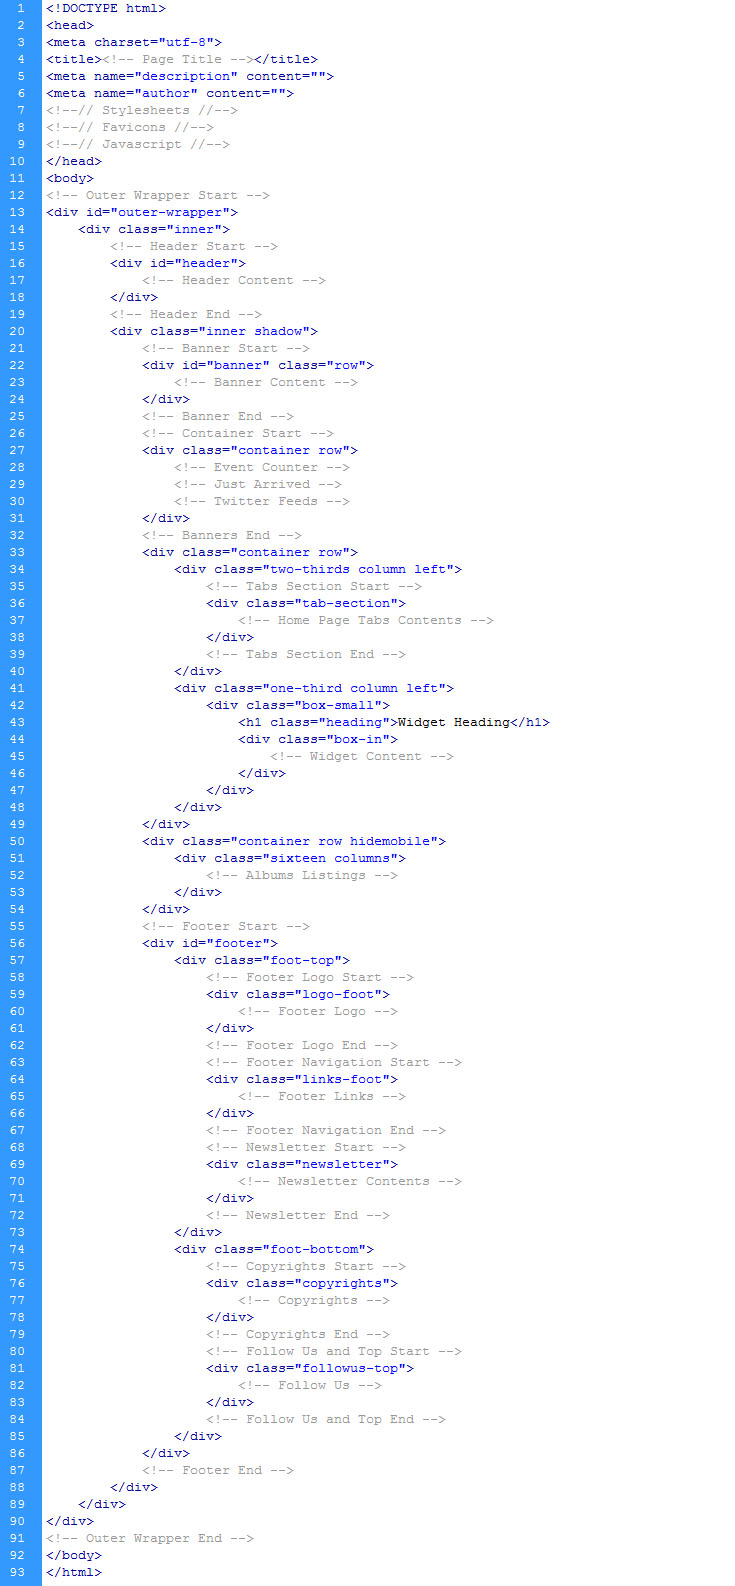 1 <!DOCTYPE html>
2 <head>
3 <meta charset="utf-8">
4 <title><!-- Page Title --></title>
5 <meta name="description" content="">
6 <meta name="author" content="">
7 <!--// Stylesheets //-->
8 <!--// Favicons //-->
9 <!--// Javascript //-->
10 </head>
11 <body>
12 <!-- Outer Wrapper Start -->
13 <div id="outer-wrapper">
14     <div class="inner">
15         <!-- Header Start -->
16         <div id="header">
17             <!-- Header Content -->
18         </div>
19         <!-- Header End -->
20         <div class="inner shadow">
21             <!-- Banner Start -->
22             <div id="banner" class="row">
23                 <!-- Banner Content -->
24             </div>
25             <!-- Banner End -->
26             <!-- Container Start -->
27             <div class="container row">
28                 <!-- Event Counter -->
29                 <!-- Just Arrived -->
30                 <!-- Twitter Feeds -->
31             </div>
32             <!-- Banners End -->
33             <div class="container row">
34                 <div class="two-thirds column left">
35                     <!-- Tabs Section Start -->
36                     <div class="tab-section">
37                         <!-- Home Page Tabs Contents -->
38                     </div>
39                     <!-- Tabs Section End -->
40                 </div>
41                 <div class="one-third column left">
42                     <div class="box-small">
43                         <h1 class="heading">Widget Heading</h1>
44                         <div class="box-in">
45                             <!-- Widget Content -->
46                         </div>
47                     </div>
48                 </div>
49             </div>
50             <div class="container row hidemobile">
51                 <div class="sixteen columns">
52                     <!-- Albums Listings -->
53                 </div>
54             </div>
55             <!-- Footer Start -->
56             <div id="footer">
57                 <div class="foot-top">
58                     <!-- Footer Logo Start -->
59                     <div class="logo-foot">
60                         <!-- Footer Logo -->
61                     </div>
62                     <!-- Footer Logo End -->
63                     <!-- Footer Navigation Start -->
64                     <div class="links-foot">
65                         <!-- Footer Links -->
66                     </div>
67                     <!-- Footer Navigation End -->
68                     <!-- Newsletter Start -->
69                     <div class="newsletter">
70                         <!-- Newsletter Contents -->
71                     </div>
72                     <!-- Newsletter End -->
73                 </div>
74                 <div class="foot-bottom">
75                     <!-- Copyrights Start -->
76                     <div class="copyrights">
77                         <!-- Copyrights -->
78                     </div>
79                     <!-- Copyrights End -->
80                     <!-- Follow Us and Top Start -->
81                     <div class="followus-top">
82                         <!-- Follow Us -->
83                     </div>
84                     <!-- Follow Us and Top End -->
85                 </div>
86             </div>
87             <!-- Footer End -->
88         </div>
89     </div>
90 </div>
91 <!-- Outer Wrapper End -->
92 </body>
93 </html>